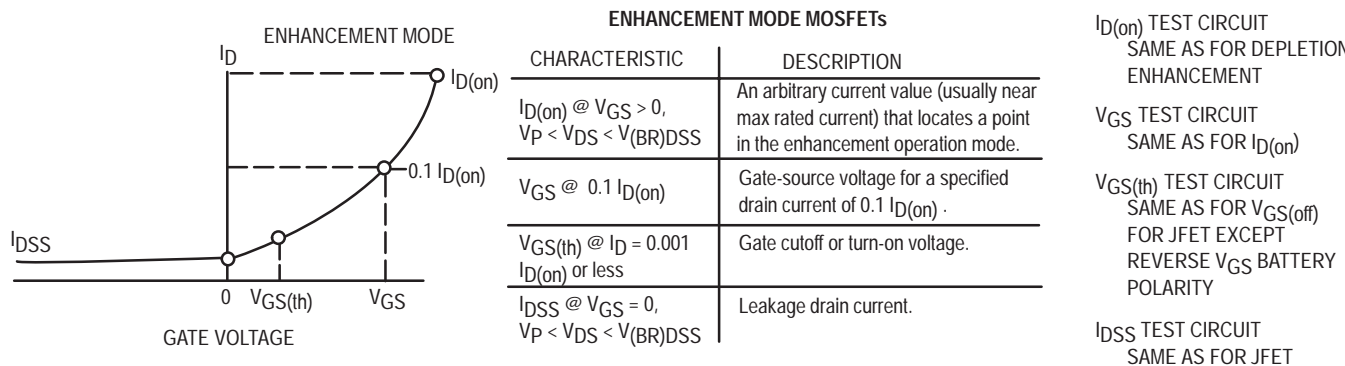 ENHANCEMENT MODE
ID
ID(on)
0.1 ID(on)
IDSS
0 VGS(th) VGS
GATE VOLTAGE
ENHANCEMENT MODE MOSFETs
CHARACTERISTIC DESCRIPTION
ID(on) @ VGS > 0,
VP < VDS < V(BR)DSS
An arbitrary current value (usually near
max rated current) that locates a point
in the enhancement operation mode.
VGS @ 0.1 ID(on)
Gate-source voltage for a specified
drain current of 0.1 ID(on) .
VGS(th) @ ID = 0.001
ID(on) or less
Gate cutoff or turn-on voltage.
IDSS @ VGS = 0,
VP < VDS < V(BR)DSS
Leakage drain current.
ID(on) TEST CIRCUIT
SAME AS FOR DEPLETION
ENHANCEMENT
VGS TEST CIRCUIT
SAME AS FOR ID(on)
VGS(th) TEST CIRCUIT
SAME AS FOR VGS(off)
FOR JFET EXCEPT
REVERSE VGS BATTERY
POLARITY
IDSS TEST CIRCUIT
SAME AS FOR JFET